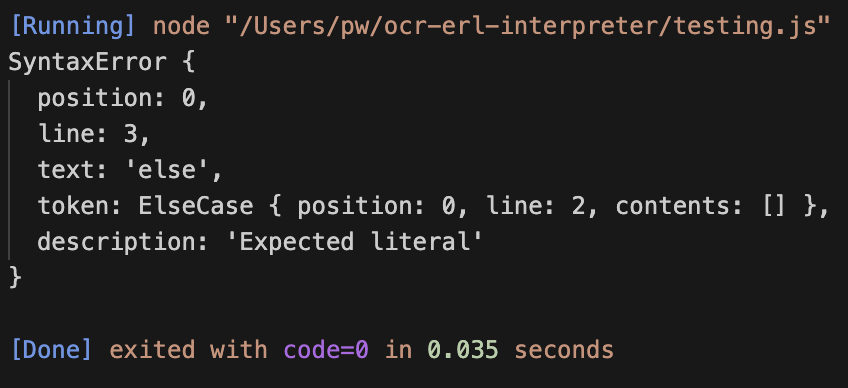 [Running] node "/Users/pw/ocr-erl-interpreter/testing.js"
SyntaxError {
  position: 0,
  line: 3,
  text: 'else',
  token: ElseCase { position: 0, line: 2, contents: [] },
  description: 'Expected literal'
}

[Done] exited with code=0 in 0.035 seconds